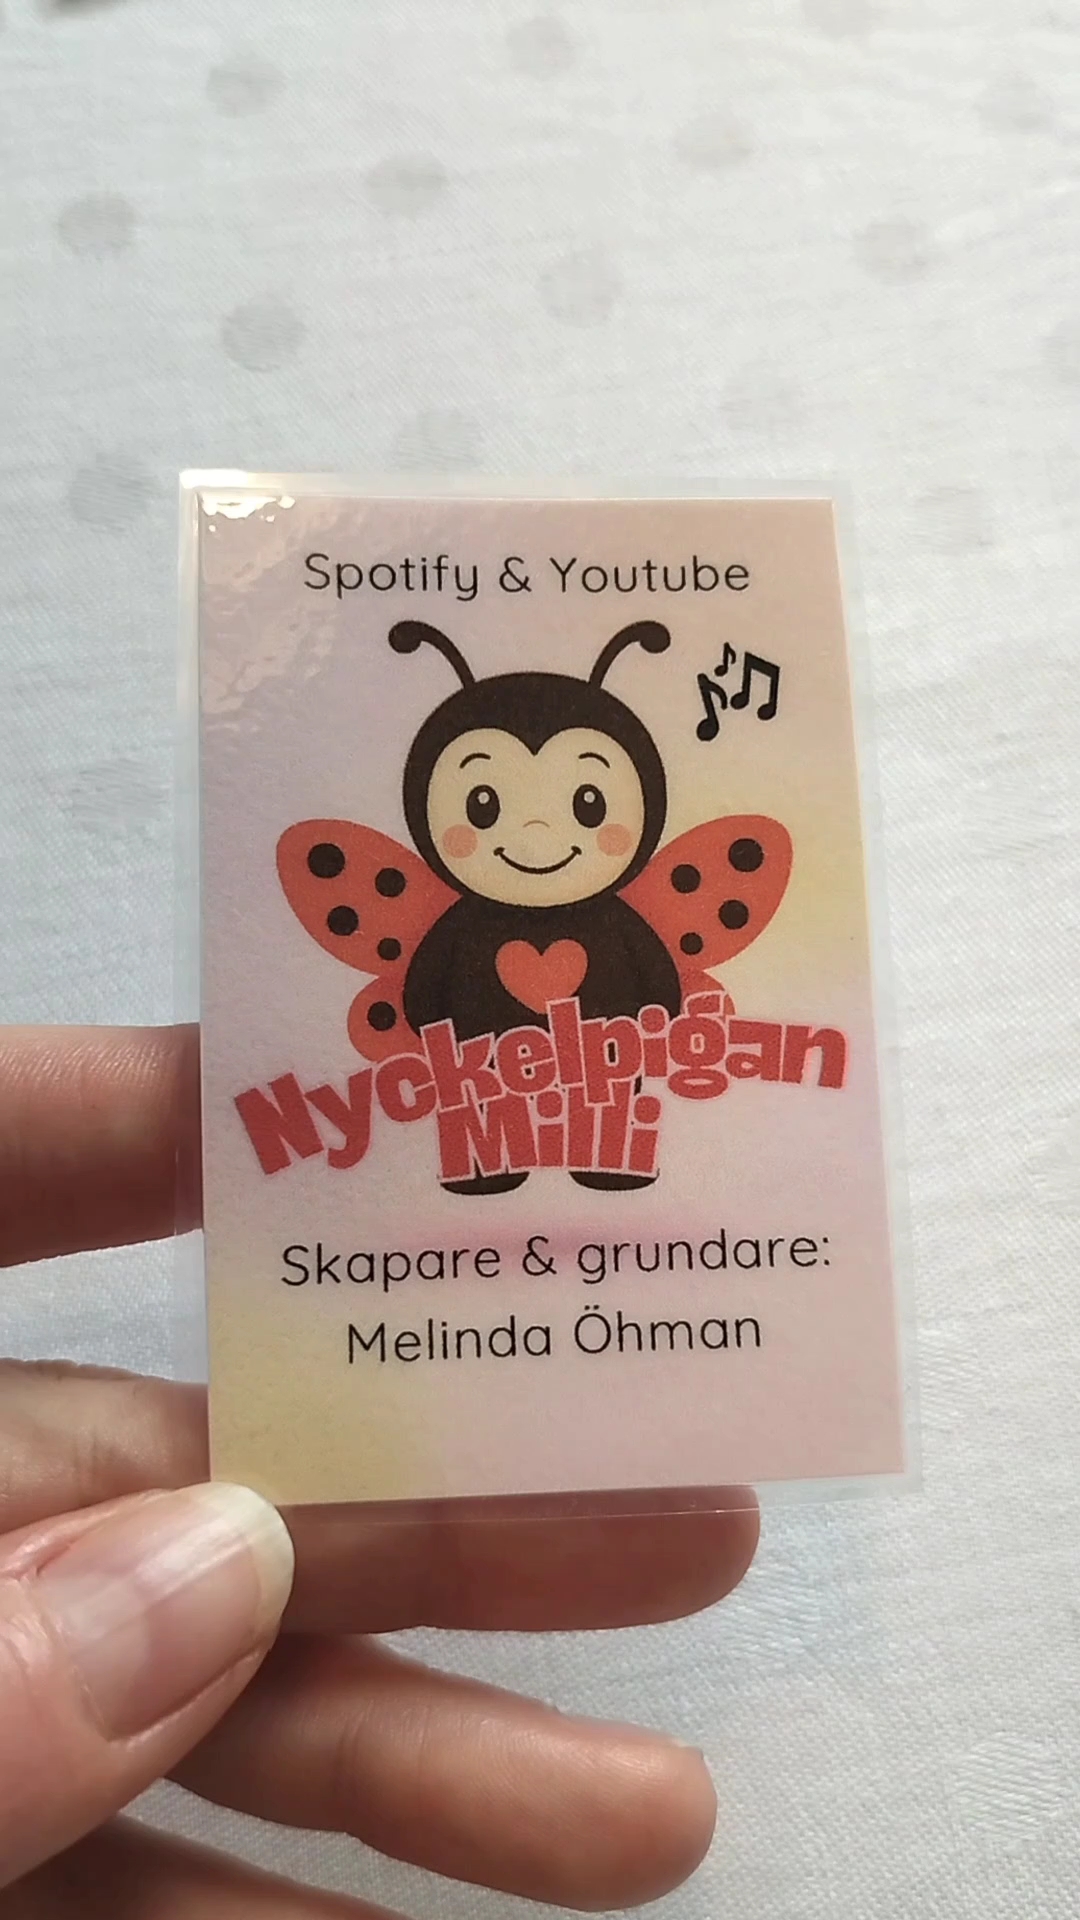 Spotify & Youtube
Nyckelpigan
Milli
Skapare & grundare:
Melinda Öhman